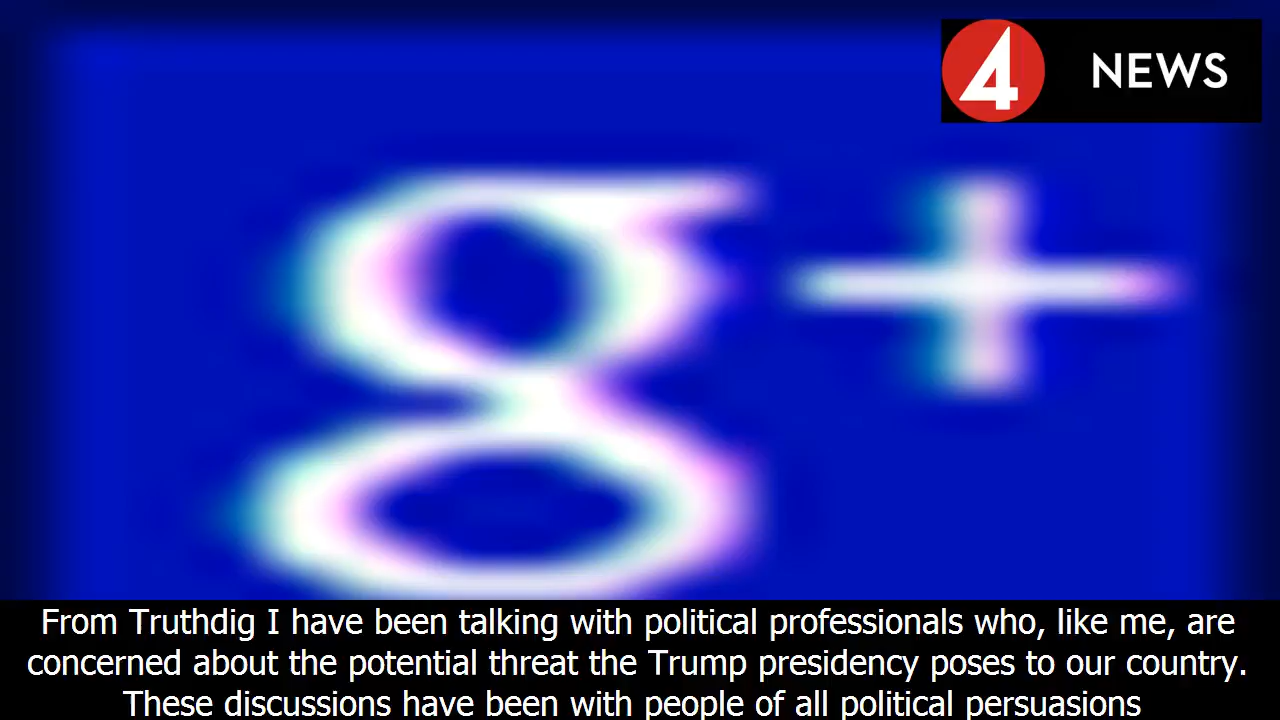 4 NEWS
g+
From Truthdig I have been talking with political professionals who, like me, are
concerned about the potential threat the Trump presidency poses to our country.
These discussions have been with people of all political persuasions